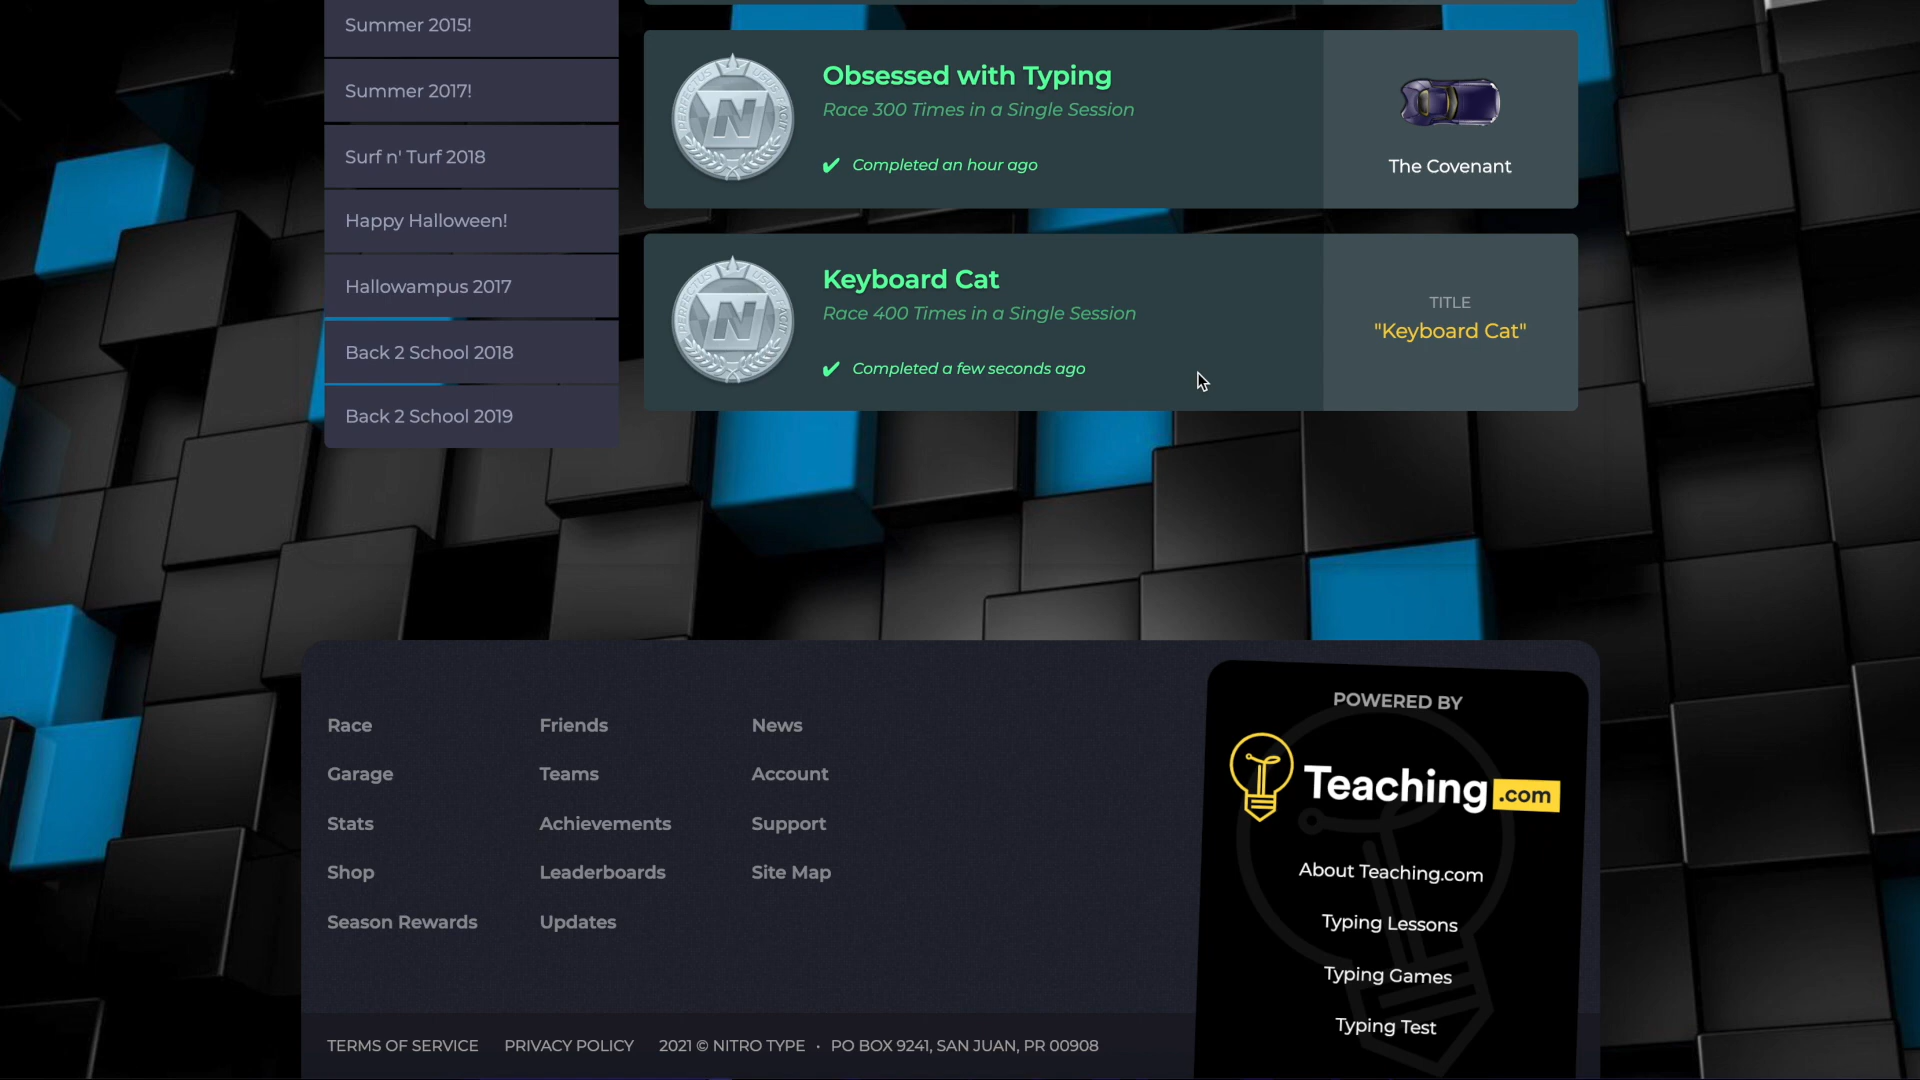 Summer 2015!
Summer 2017!
Surf n' Turf 2018
Happy Halloween!
Hallowampus 2017
Back 2 School 2018
Back 2 School 2019
Obsessed with Typing
Race 300 Times in a Single Session
✔ Completed an hour ago
The Covenant
Keyboard Cat
Race 400 Times in a Single Session
✔ Completed a few seconds ago
TITLE
"Keyboard Cat"
Race
Garage
Stats
Shop
Season Rewards
Friends
Teams
Achievements
Leaderboards
Updates
News
Account
Support
Site Map
POWERED BY
Teaching.com
About Teaching.com
Typing Lessons
Typing Games
Typing Test
TERMS OF SERVICE PRIVACY POLICY 2021 © NITRO TYPE · PO BOX 9241, SAN JUAN, PR 00908